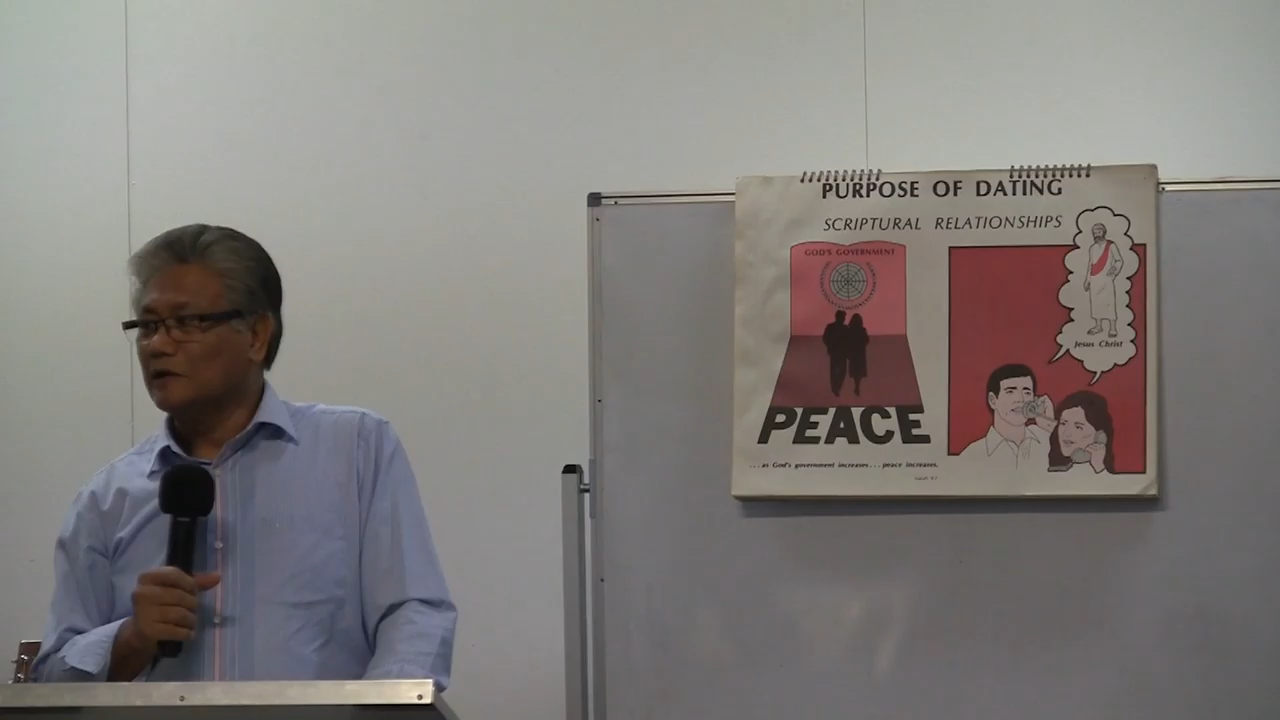 PURPOSE OF DATING
SCRIPTURAL RELATIONSHIPS
GOD'S GOVERNMENT
PEACE
...as God's government increases...peace increases.
Jesus Christ